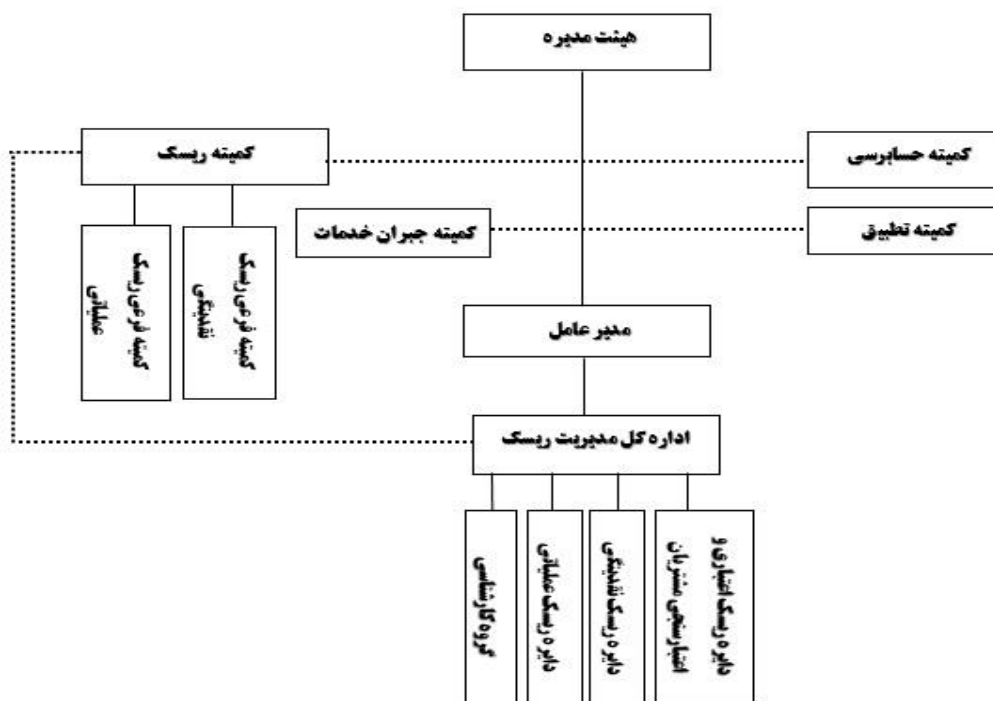 هیئت مدیره
کمیته ریسک
کمیته حسابرسی
کمیته جبران خدمات
کمیته تطبیق
کمیته فرعی ریسک
نقدینگی
کمیته فرعی ریسک
عملیاتی
مدیر عامل
اداره کل مدیریت ریسک
دایره ریسک اعتباری و
اعتبارسنجی مشتریان
دایره ریسک نقدینگی
دایره ریسک عملیاتی
گروه کارشناسی